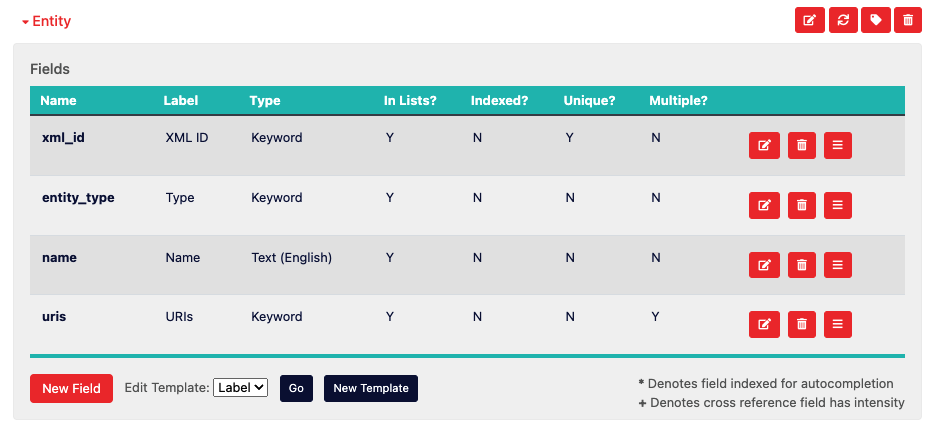 Entity
Fields
Name Label Type In Lists? Indexed? Unique? Multiple?
xml_id XML ID Keyword Y N Y N
entity_type Type Keyword Y N N N
name Name Text (English) Y N N N
uris URIs Keyword Y N N Y
New Field Edit Template: Label Go New Template
* Denotes field indexed for autocompletion
+ Denotes cross reference field has intensity